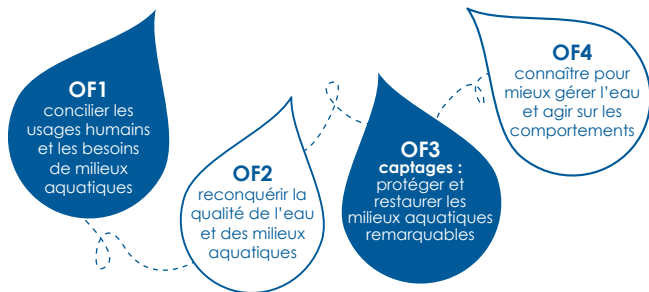 OF1
concilier les
usages humains
et les besoins
de milieux
aquatiques
OF2
reconquérir la
qualité de l'eau
et des milieux
aquatiques
OF3
captages :
protéger et
restaurer les
milieux aquatiques
remarquables
OF4
connaître pour
mieux gérer l'eau
et agir sur les
comportements